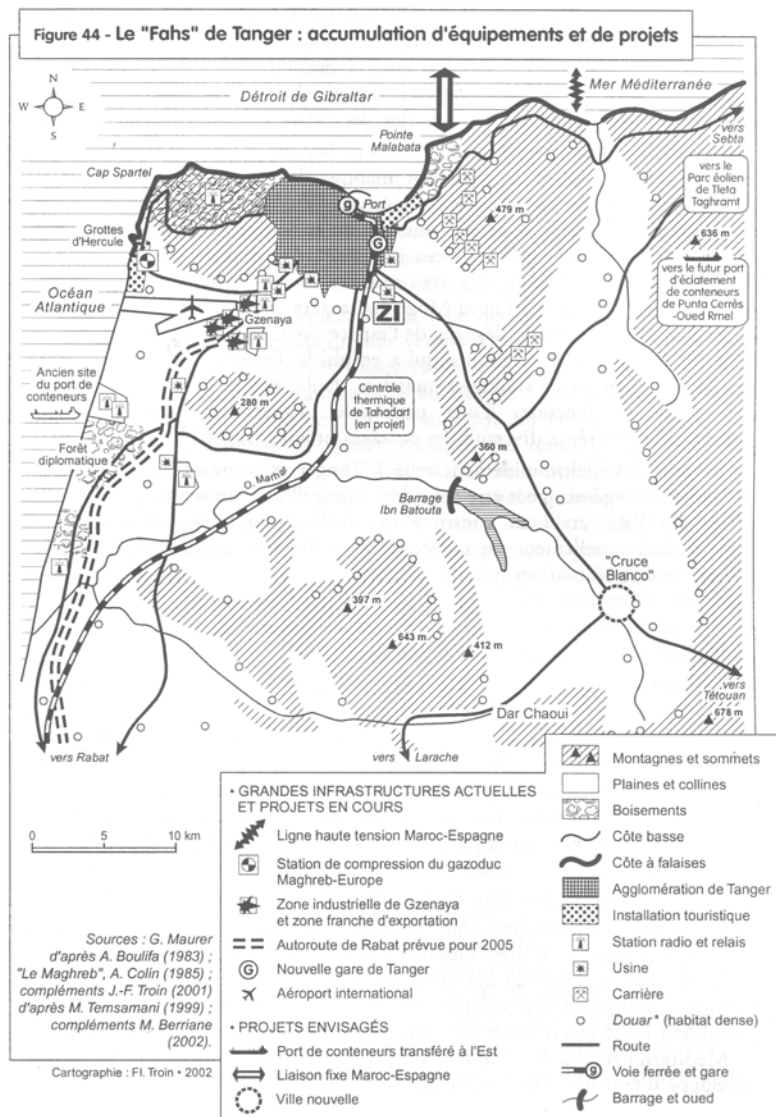 Figure 44 - Le "Fahs" de Tanger : accumulation d'équipements et de projets
N
W
E
S
Détroit de Gibraltar
Mer Méditerranée
Pointe
Malabata
vers
Sebta
Cap Spartel
g
Port
vers le
Parc éolien
de Tleta
Taghramt
479 m
Grottes
d'Hercule
G
636 m
vers le futur port
d'éclatement de
conteneurs
de Punta Cerrès
-Oued Rmel
Océan
Atlantique
ZI
Gzenaya
Ancien site
du port de
conteneurs
280 m
Centrale
thermique
de Tahadart
(en projet)
Forêt
diplomatique
360 m
O. Marhar
Barrage
Ibn Batouta
"Cruce
Blanco"
397 m
943 m
412 m
vers
Tétouan
678 m
Dar Chaoui
vers Rabat
vers
Larache
0 5 10 km
• GRANDES INFRASTRUCTURES ACTUELLES
ET PROJETS EN COURS
Ligne haute tension Maroc-Espagne
Station de compression du gazoduc
Maghreb-Europe
Zone industrielle de Gzenaya
et zone franche d'exportation
Autoroute de Rabat prévue pour 2005
G Nouvelle gare de Tanger
Aéroport international
• PROJETS ENVISAGÉS
Port de conteneurs transféré à l'Est
Liaison fixe Maroc-Espagne
Ville nouvelle
Montagnes et sommets
Plaines et collines
Boisements
Côte basse
Côte à falaises
Agglomération de Tanger
Installation touristique
Station radio et relais
Usine
Carrière
Douar* (habitat dense)
Route
g Voie ferrée et gare
Barrage et oued
Sources : G. Maurer
d'après A. Boulifa (1983) ;
"Le Maghreb", A. Colin (1985) ;
compléments J.-F. Troin (2001)
d'après M. Temsamani (1999) ;
compléments M. Berriane
(2002).
Cartographie : Fl. Troin • 2002